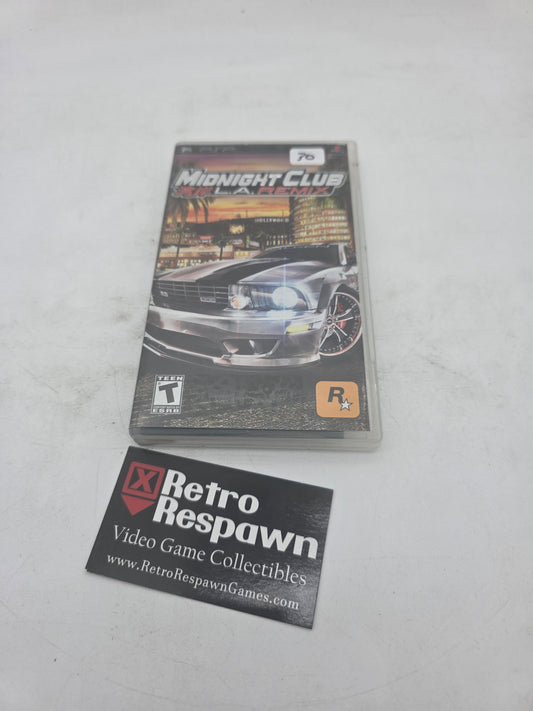 PSP
70
MIDNIGHT CLUB
L.A. REMIX
HOLLYWOOD
TEEN
T
ESRB
R
X Retro
Respawn
Video Game Collectibles
www.RetroRespawnGames.com